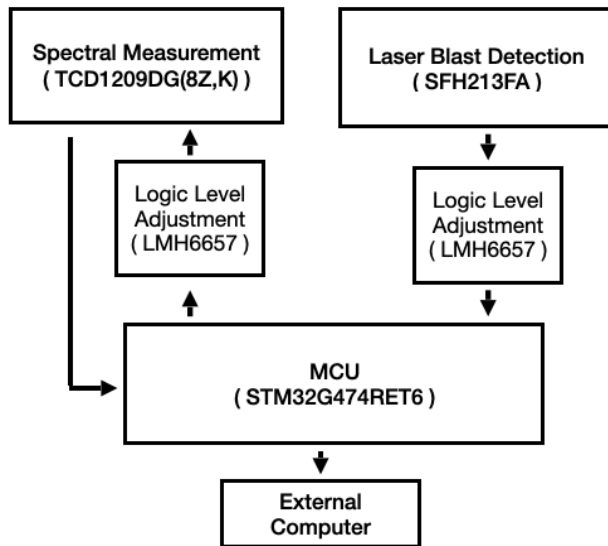 Spectral Measurement
( TCD1209DG(8Z,K) )
Laser Blast Detection
( SFH213FA )
Logic Level
Adjustment
( LMH6657 )
Logic Level
Adjustment
( LMH6657 )
MCU
( STM32G474RET6 )
External
Computer